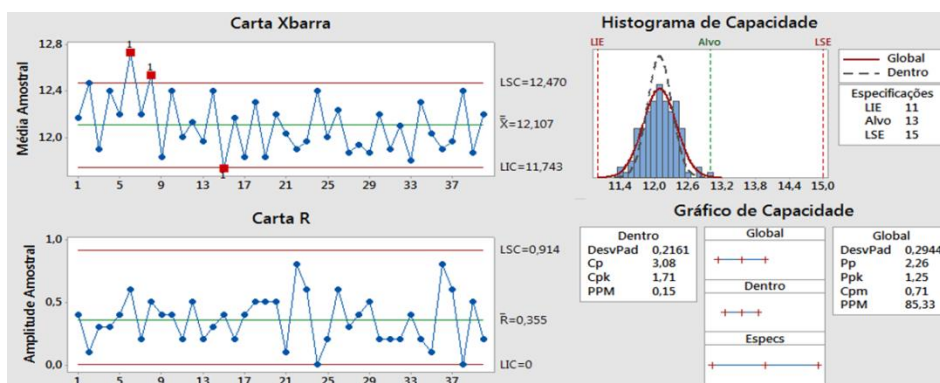 Carta Xbarra
Média Amostral
12,8
12,4
12,0
1
1
1
LSC=12,470
X=12,107
LIC=11,743
1 5 9 13 17 21 25 29 33 37
Carta R
Amplitude Amostral
1,0
0,5
0,0
LSC=0,914
R=0,355
LIC=0
1 5 9 13 17 21 25 29 33 37
Histograma de Capacidade
LIE Alvo LSE
11,4 12,0 12,6 13,2 13,8 14,4 15,0
Global
Dentro
Especificações
LIE 11
Alvo 13
LSE 15
Gráfico de Capacidade
Dentro
DesvPad 0,2161
Cp 3,08
Cpk 1,71
PPM 0,15
Global
Dentro
Especs
Global
DesvPad 0,2944
Pp 2,26
Ppk 1,25
Cpm 0,71
PPM 85,33